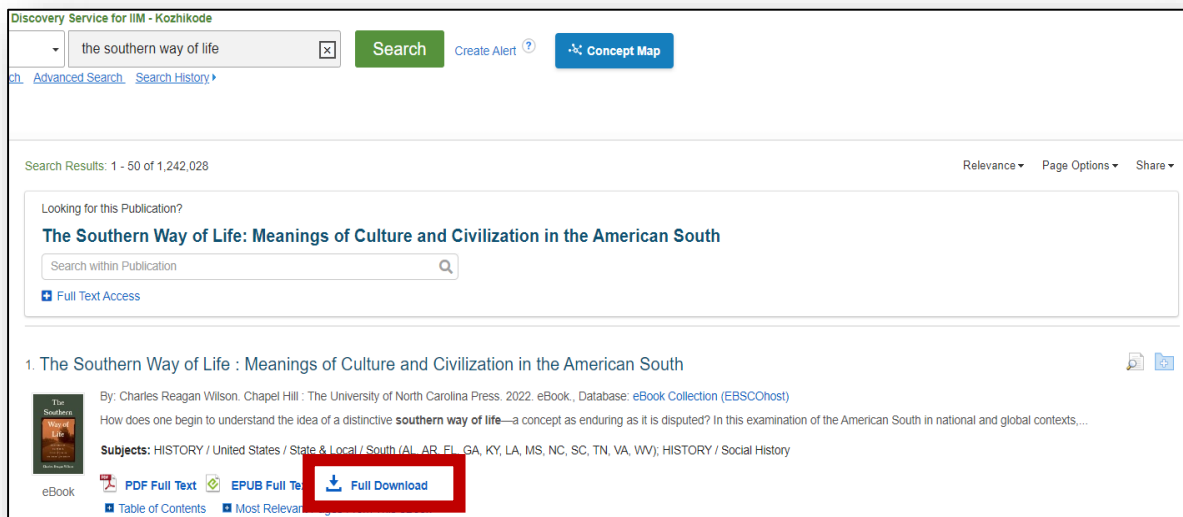 Discovery Service for IIM - Kozhikode
the southern way of life
Search
Create Alert
?
Concept Map
ch Advanced Search Search History
Search Results: 1 - 50 of 1,242,028
Relevance Page Options Share
Looking for this Publication?
The Southern Way of Life: Meanings of Culture and Civilization in the American South
Search within Publication
Full Text Access
1. The Southern Way of Life : Meanings of Culture and Civilization in the American South
By: Charles Reagan Wilson. Chapel Hill : The University of North Carolina Press. 2022. eBook., Database: eBook Collection (EBSCOhost)
How does one begin to understand the idea of a distinctive southern way of life—a concept as enduring as it is disputed? In this examination of the American South in national and global contexts,...
Subjects: HISTORY / United States / State & Local / South (AL, AR, FL, GA, KY, LA, MS, NC, SC, TN, VA, WV); HISTORY / Social History
The
Southern
Way of
Life
eBook
PDF Full Text
EPUB Full Te
Full Download
Table of Contents
Most Relevan